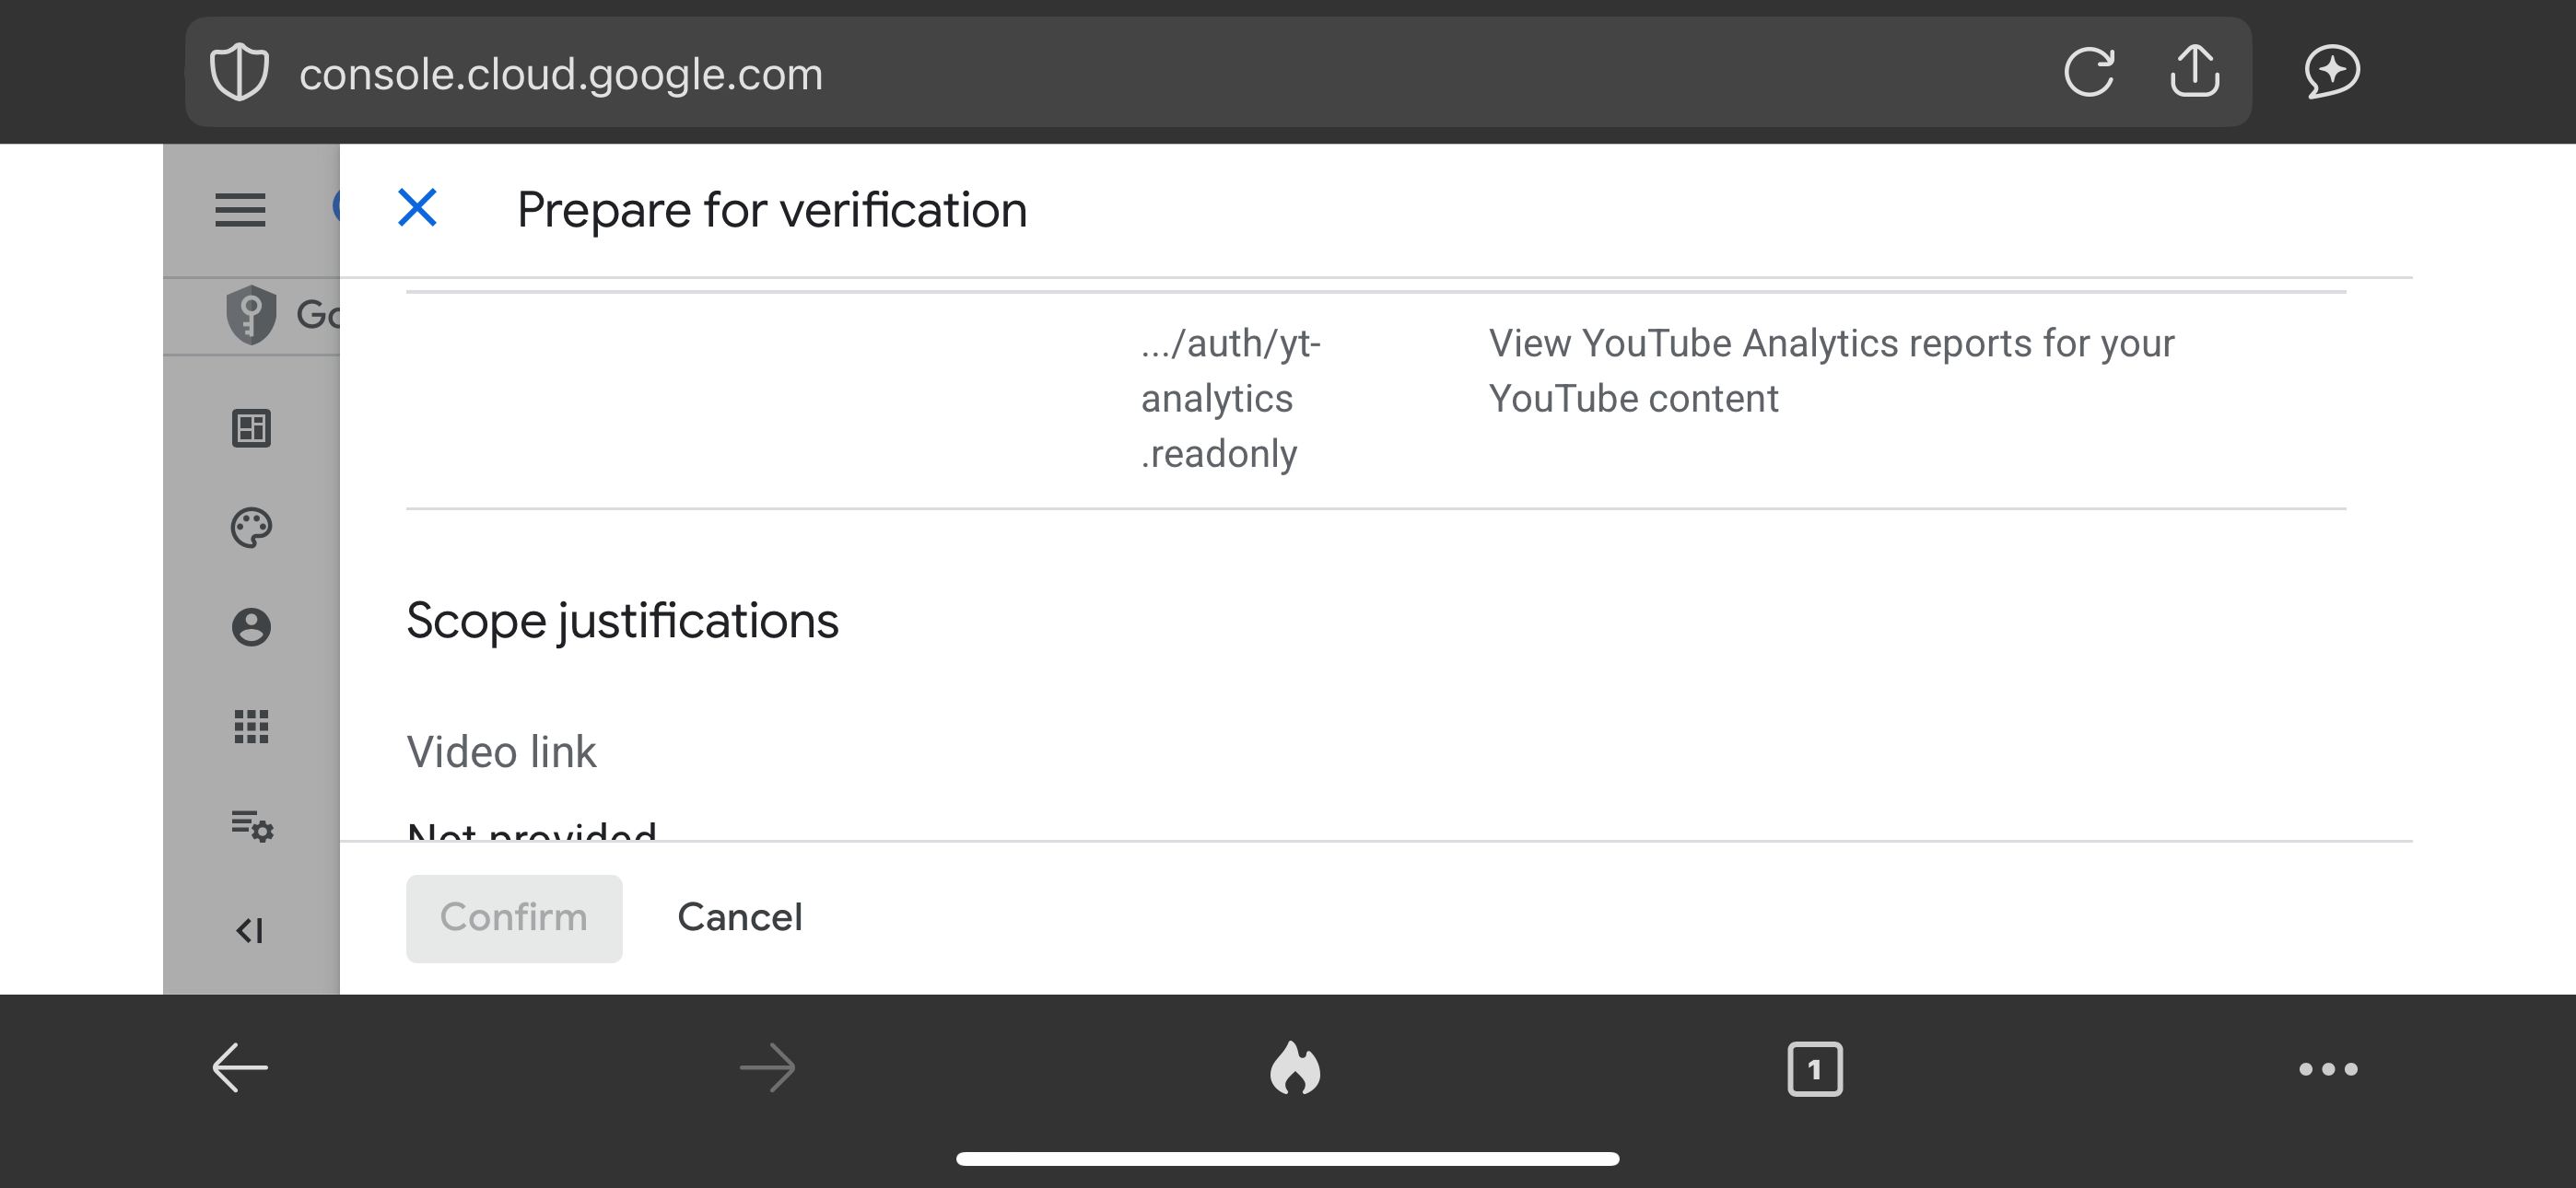 console.cloud.google.com
Prepare for verification
Go
.../auth/yt-
analytics
.readonly
View YouTube Analytics reports for your
YouTube content
Scope justifications
Video link
Not provided
Confirm
Cancel
1